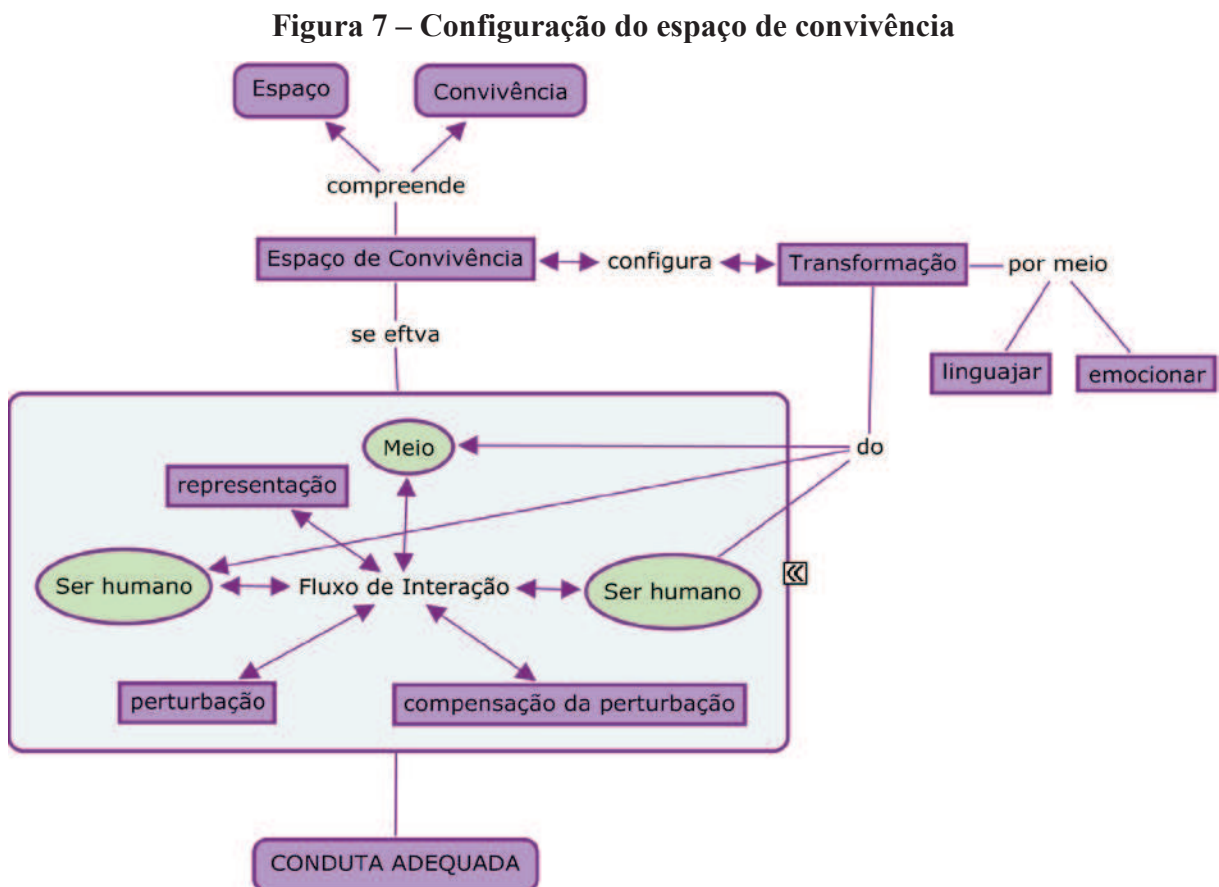 Figura 7 – Configuração do espaço de convivência
Espaço
Convivência
compreende
Espaço de Convivência
configura
Transformação
por meio
se eftva
linguajar
emocionar
Meio
do
representação
Ser humano
Fluxo de Interação
Ser humano
perturbação
compensação da perturbação
CONDUTA ADEQUADA